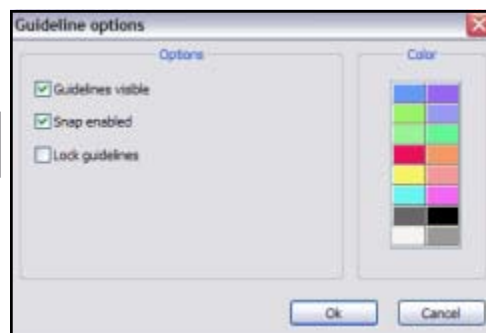 Guideline options
Options
Color
Guidelines visible
Snap enabled
Lock guidelines
Ok
Cancel